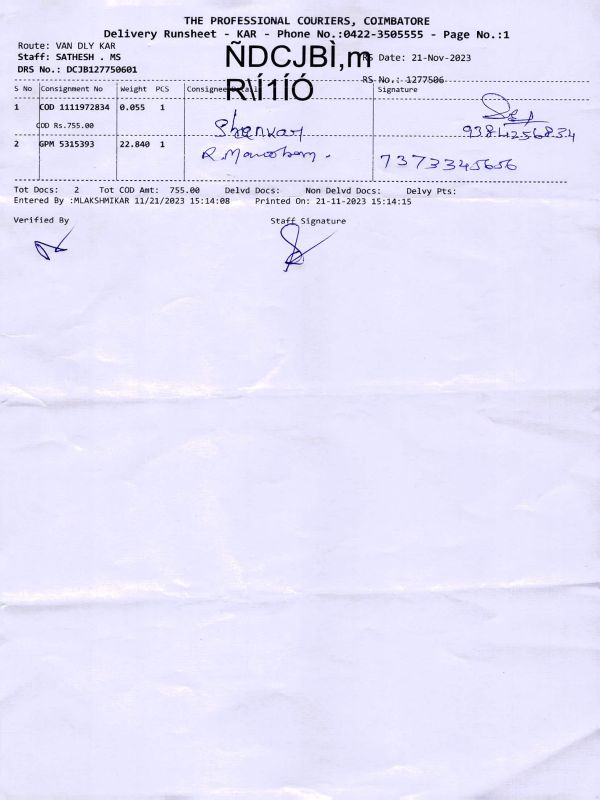 THE PROFESSIONAL COURIERS, COIMBATORE
Delivery Runsheet - KAR - Phone No.:0422-3505555 - Page No.:1
Route: VAN DLY KAR
ÑDCJBÌ,m
Staff: SATHESH . MS
RS Date: 21-Nov-2023
DRS No.: DCJB127750601
R\Í1ÍÓ
RS No.: 1277506
S No Consignment No Weight PCS Consignee Detail Signature
1 COD 1111972834 0.055 1
COD Rs.755.00
Shankar 9384256834
2 GPM 5315393 22.840 1
7373345656
Tot Docs: 2 Tot COD Amt: 755.00 Delvd Docs: Non Delvd Docs: Delvy Pts:
Entered By :MLAKSHMIKAR 11/21/2023 15:14:08 Printed On: 21-11-2023 15:14:15
Verified By Staff Signature